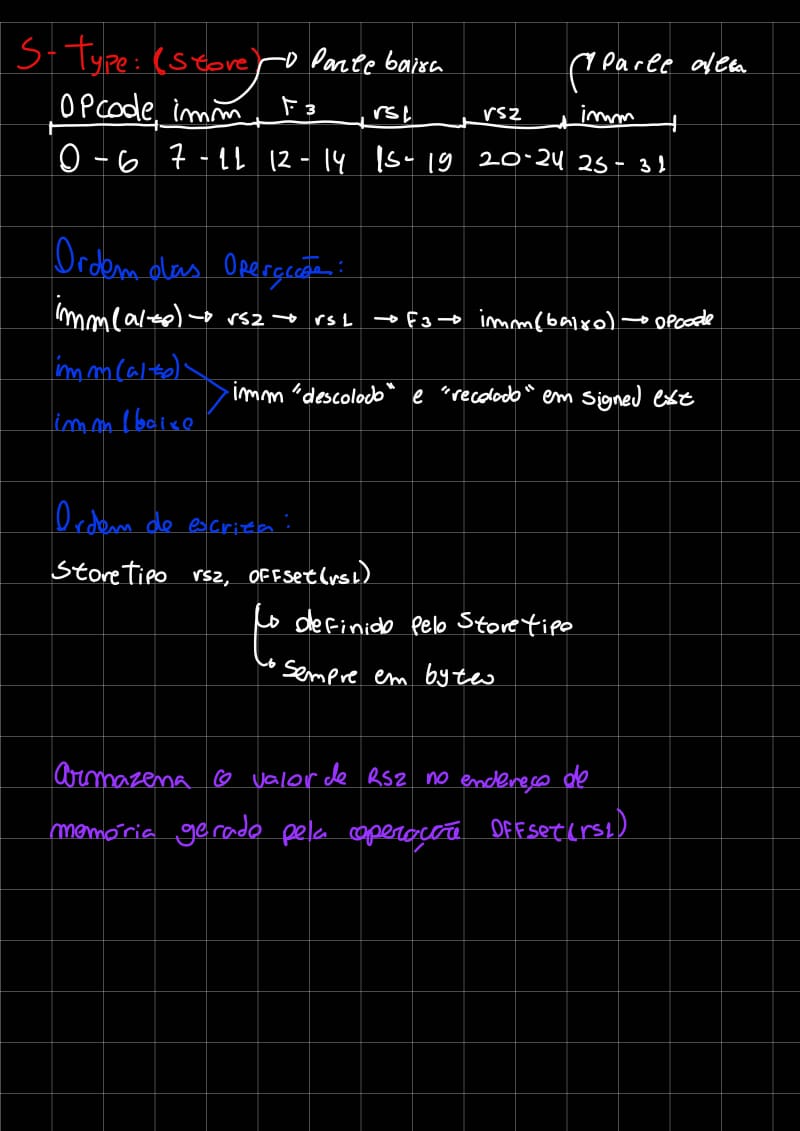 S-Type: (Store) → Parte baixa Parte alta
OPcode imm F3 rs1 rs2 imm
0-6 7-11 12-14 15-19 20-24 25-31
Ordem das Operação:
imm(alto) → rs2 → rs1 → F3 → imm(baixo) → opcode
imm(alto)
imm "descolado" e "recolado" em signed ext
imm(baixo
Ordem de escrita:
StoreTipo rs2, OFFset(rs1)
↳ definido pelo Storetipo
↳ Sempre em bytes
Armazena o valor de RS2 no endereço de
memória gerado pela operação OFFset(rs1)